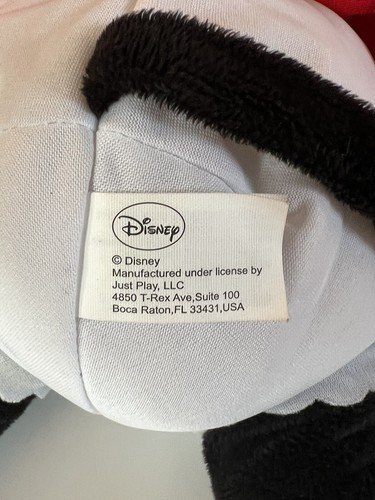 Disney
© Disney
Manufactured under license by
Just Play, LLC
4850 T-Rex Ave,Suite 100
Boca Raton,FL 33431,USA